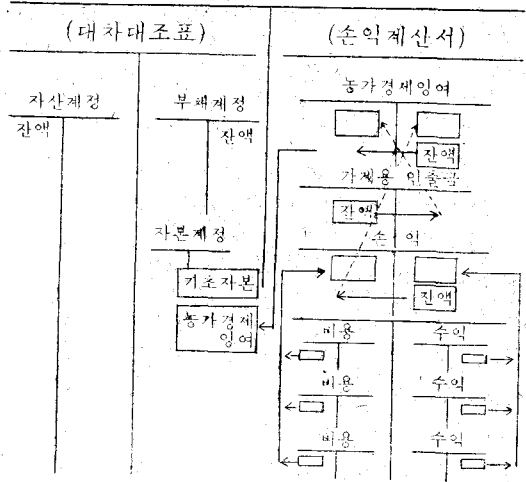 (대차대조표)
(손익계산서)
농가경제잉여
자산계정
부채계정
잔액
잔액
잔액
가계용 인출금
잔액
자본계정
손 익
기초자본
잔액
농가경제
잉여
비용
수익
비용
수익
비용
수익